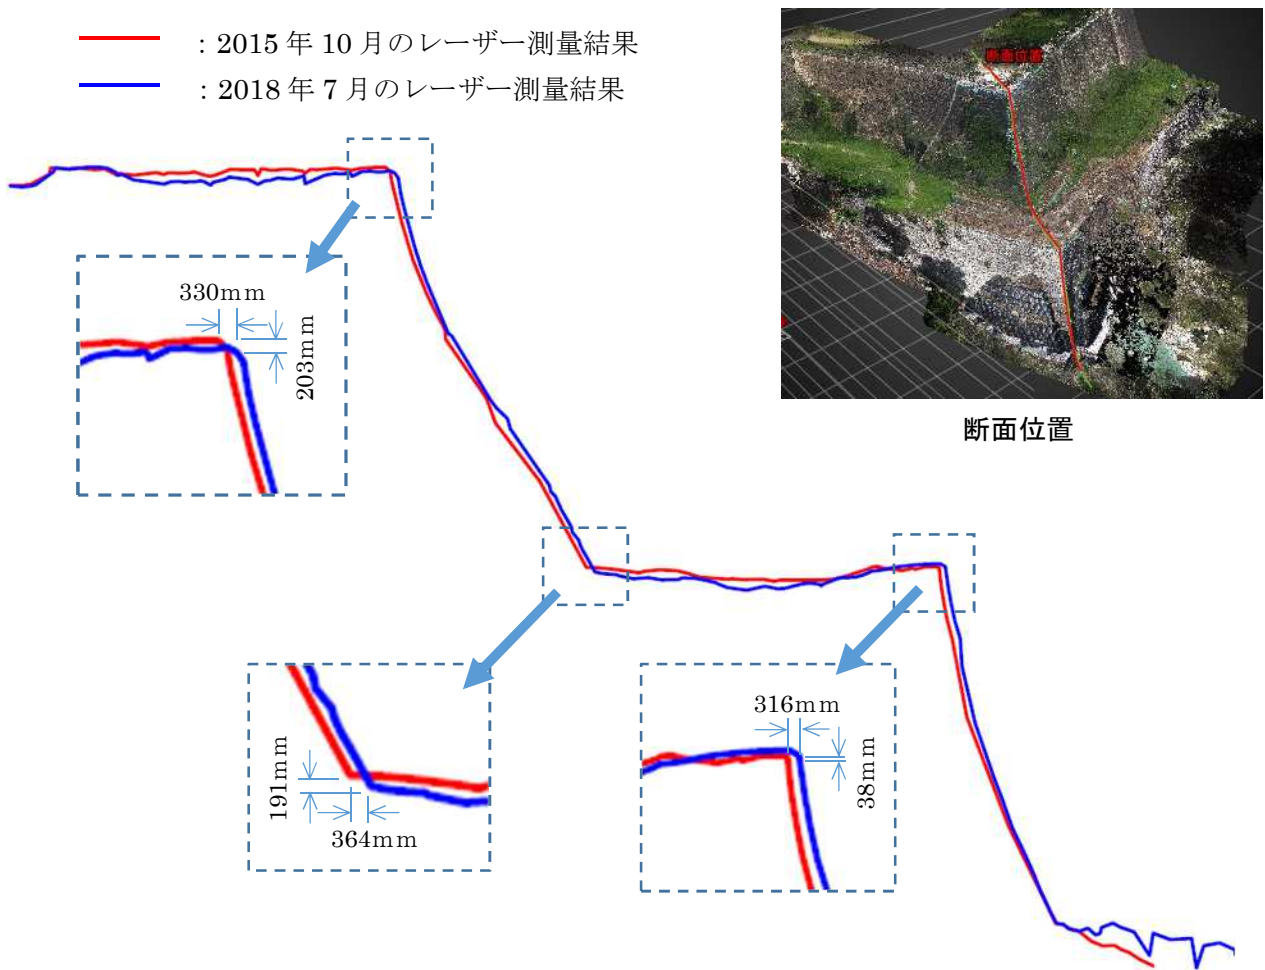 : 2015 年 10 月のレーザー測量結果
: 2018 年 7 月のレーザー測量結果
断面位置
断面位置
330mm
203mm
316mm
38mm
191mm
364mm